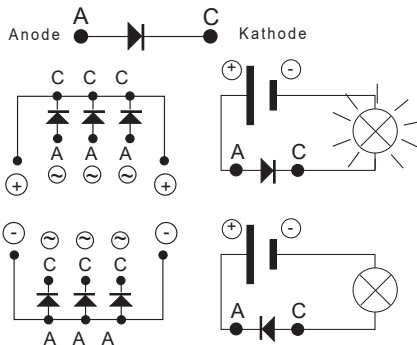 A C
Anode Kathode
C C C
A A A
~ ~ ~
+ +
+ -
A C
- ~ ~ ~ -
C C C
A A A
+ -
A C